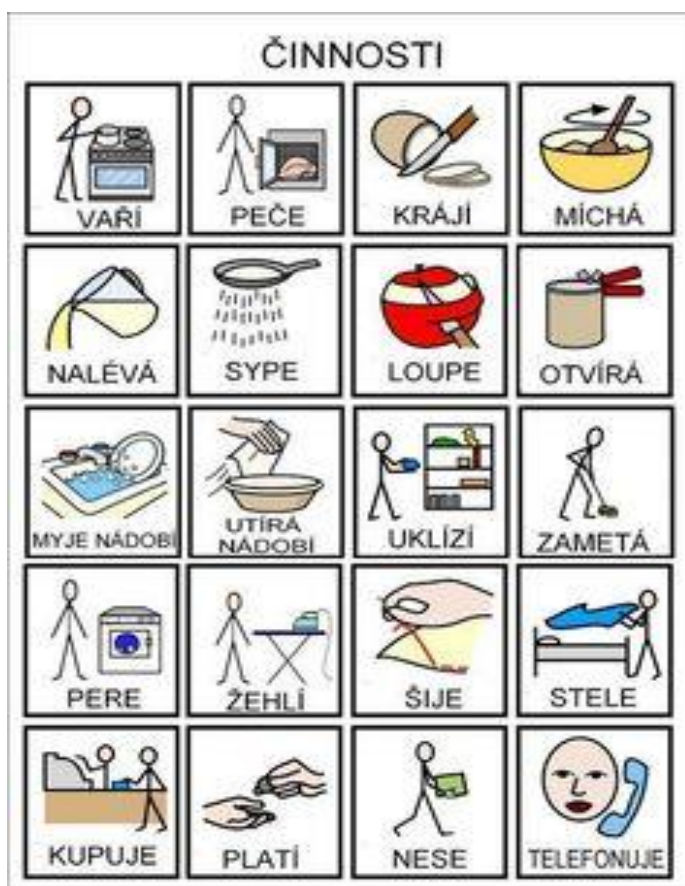 ČINNOSTI
VAŘÍ
PEČE
KRÁJÍ
MÍCHÁ
NALÉVÁ
SYPE
LOUPE
OTVÍRÁ
MYJE NÁDOBÍ
UTÍRÁ
NÁDOBÍ
UKLÍZÍ
ZAMETÁ
PERE
ŽEHLÍ
ŠIJE
STELE
KUPUJE
PLATÍ
NESE
TELEFONUJE